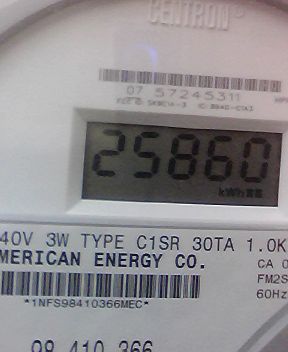 CENTRON®
07 57245311
25860
kWh
40V 3W TYPE C1SR 30TA 1.0K
MERICAN ENERGY CO.
CA 0
FM2S
60Hz
*1NFS98410366MEC*
98 410 366